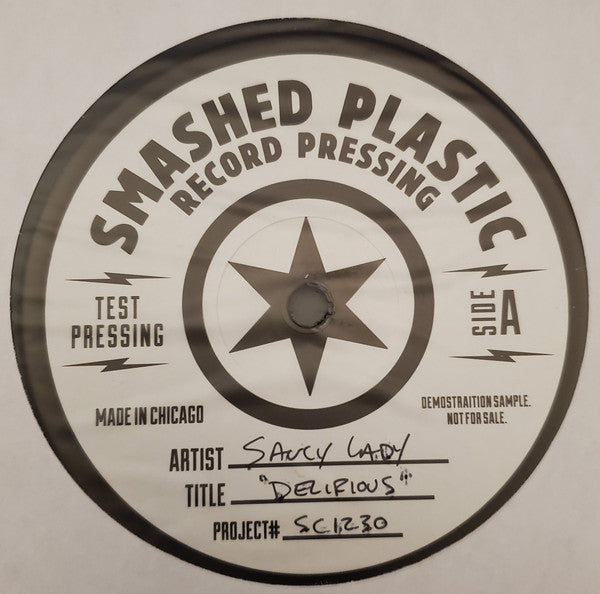 SMASHED PLASTIC
RECORD PRESSING
TEST
PRESSING
SIDE A
MADE IN CHICAGO
DEMOSTRAITION SAMPLE.
NOT FOR SALE.
ARTIST SAUCY LADY
TITLE "DELIRIOUS"
PROJECT# SC1230